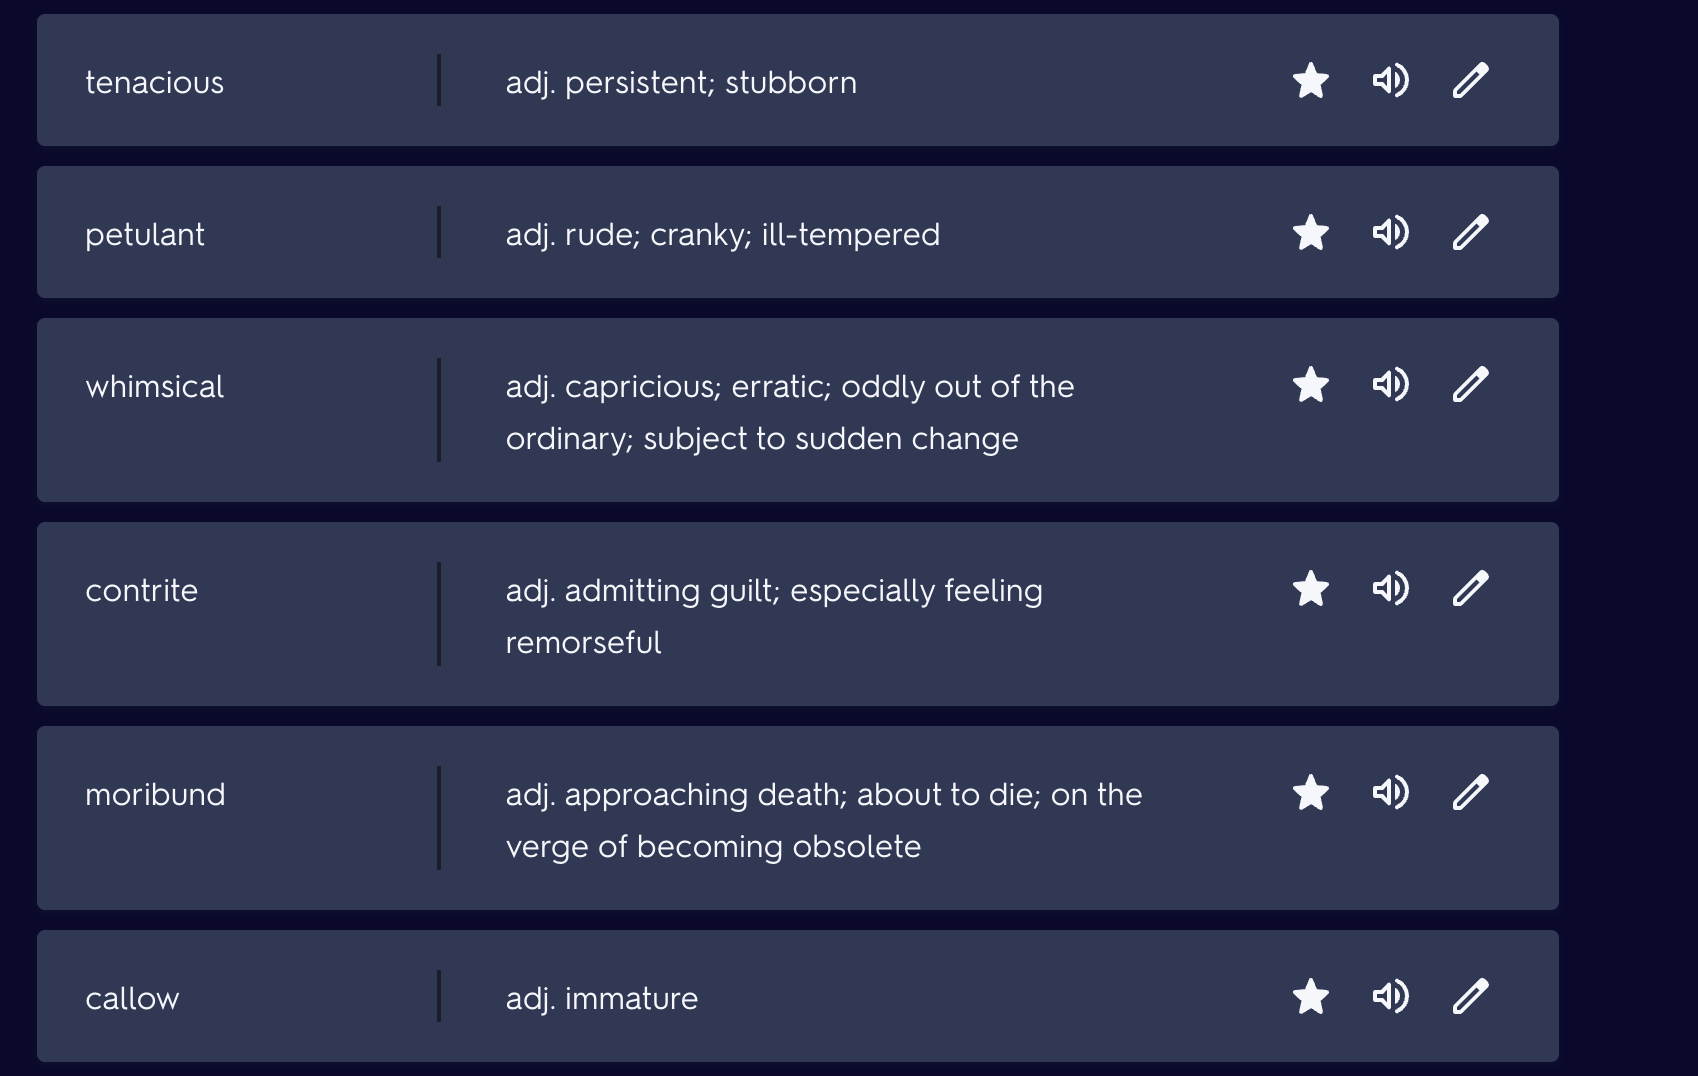 tenacious
adj. persistent; stubborn
petulant
adj. rude; cranky; ill-tempered
whimsical
adj. capricious; erratic; oddly out of the
ordinary; subject to sudden change
contrite
adj. admitting guilt; especially feeling
remorseful
moribund
adj. approaching death; about to die; on the
verge of becoming obsolete
callow
adj. immature